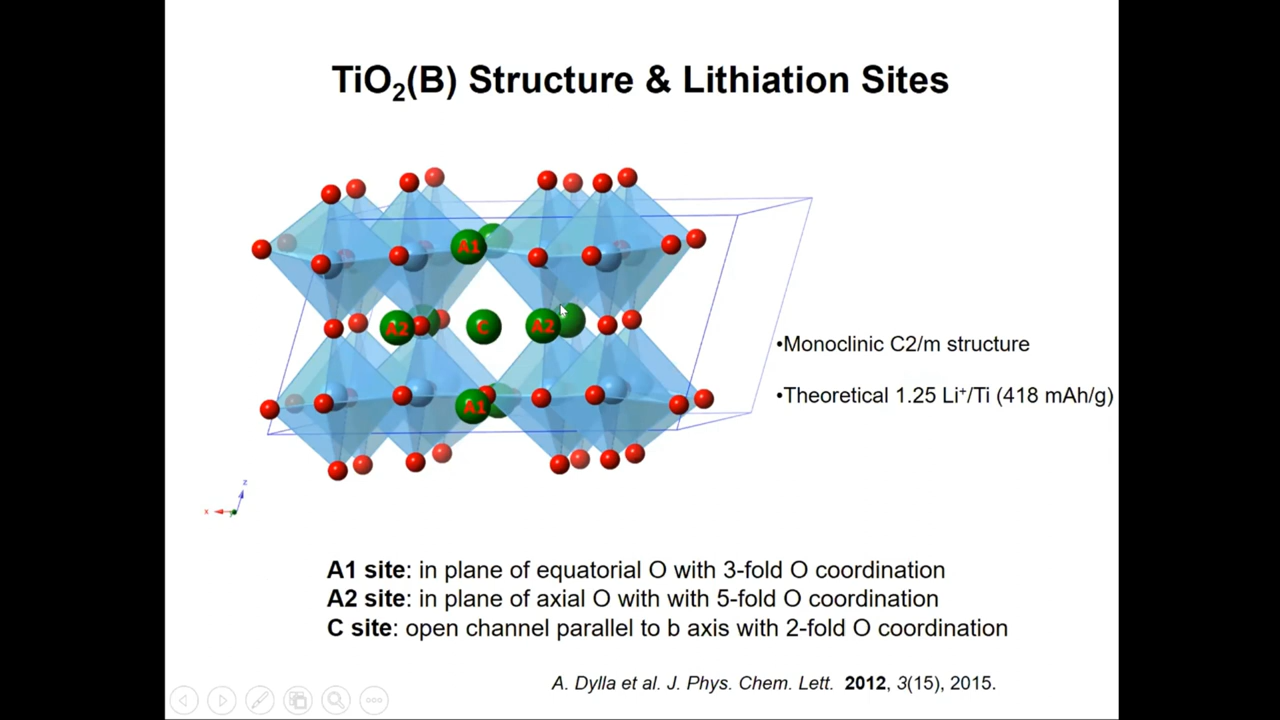 TiO₂(B) Structure & Lithiation Sites
A1
A2
C
A2
A1
•Monoclinic C2/m structure
•Theoretical 1.25 Li⁺/Ti (418 mAh/g)
z
x
y
A1 site: in plane of equatorial O with 3-fold O coordination
A2 site: in plane of axial O with with 5-fold O coordination
C site: open channel parallel to b axis with 2-fold O coordination
A. Dylla et al. J. Phys. Chem. Lett. 2012, 3(15), 2015.